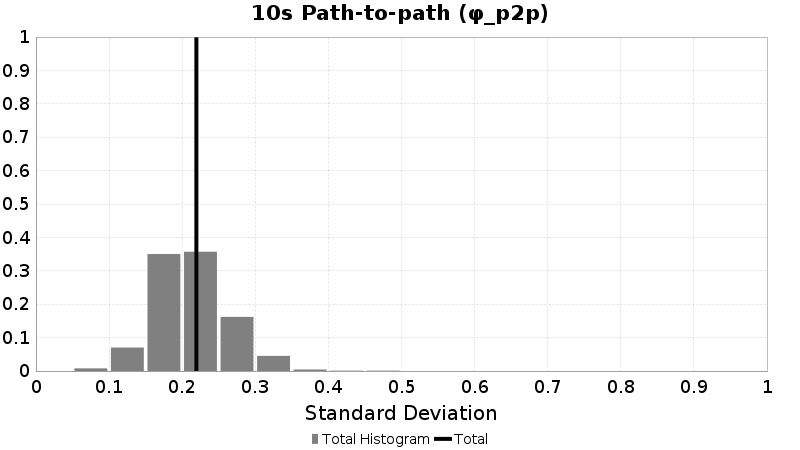 10s Path-to-path (φ_p2p)
1
0.9
0.8
0.7
0.6
0.5
0.4
0.3
0.2
0.1
0
0 0.1 0.2 0.3 0.4 0.5 0.6 0.7 0.8 0.9 1
Standard Deviation
Total Histogram Total